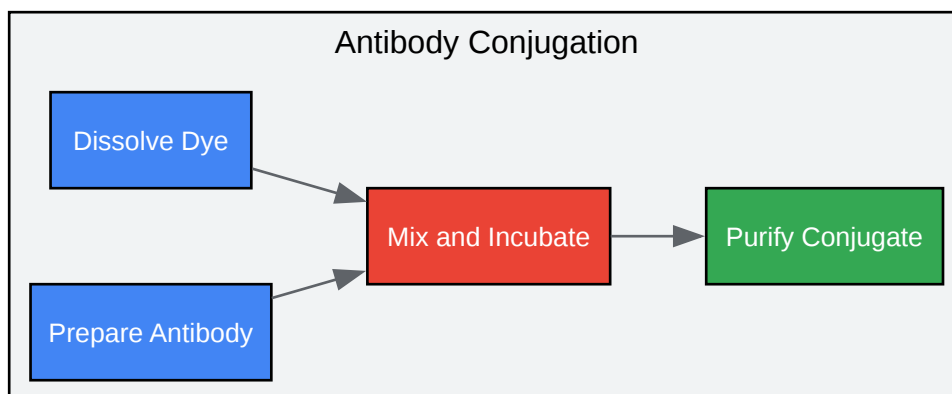 Antibody Conjugation
Dissolve Dye
Prepare Antibody
Mix and Incubate
Purify Conjugate